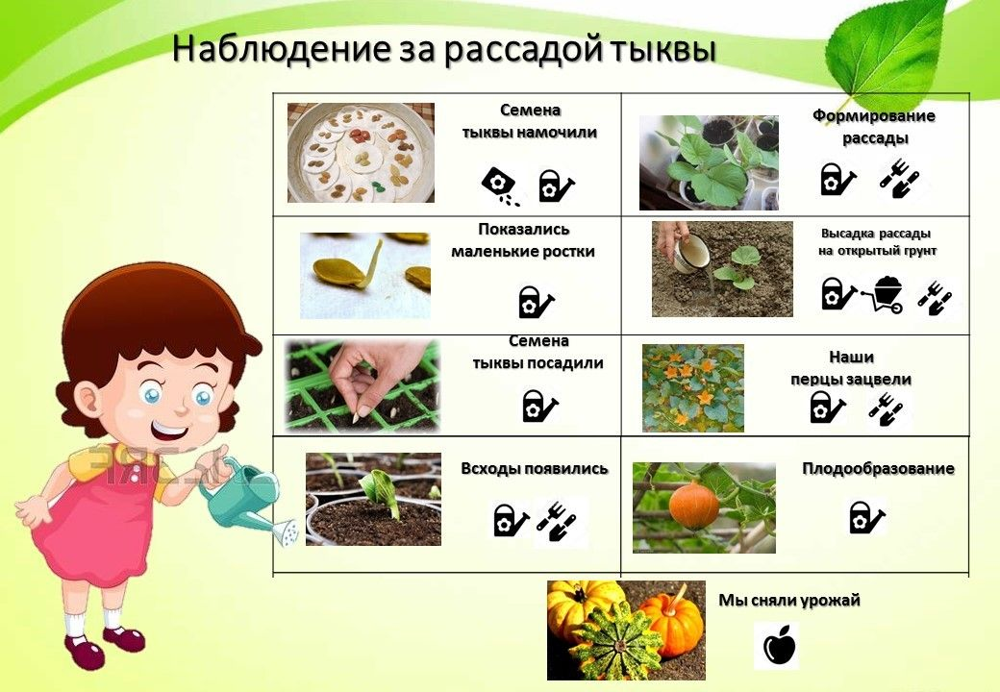 Наблюдение за рассадой тыквы
Семена
тыквы намочили
Показались
маленькие ростки
Семена
тыквы посадили
Всходы появились
Формирование
рассады
Высадка рассады
на открытый грунт
Наши
перцы зацвели
Плодообразование
Мы сняли урожай